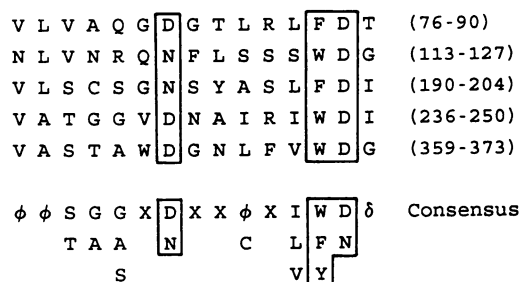 V L V A Q G D G T L R L F D T (76-90)
N L V N R Q N F L S S S W D G (113-127)
V L S C S G N S Y A S L F D I (190-204)
V A T G G V D N A I R I W D I (236-250)
V A S T A W D G N L F V W D G (359-373)
ϕ ϕ S G G X D X X ϕ X I W D δ Consensus
T A A N C L F N
S V Y